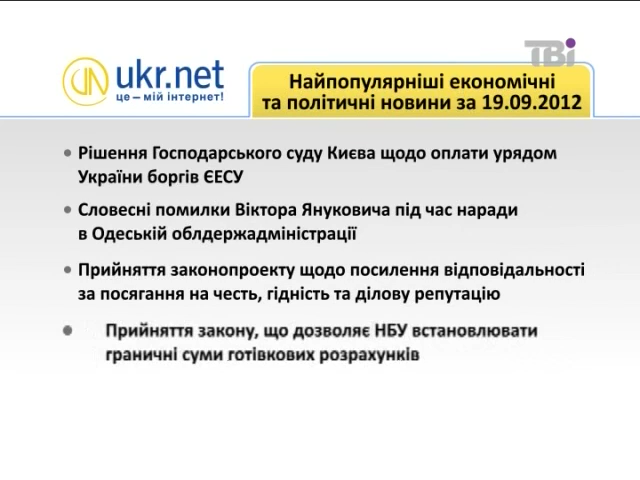 ТВі
ukr.net
це – мій інтернет!
Найпопулярніші економічні
та політичні новини за 19.09.2012
• Рішення Господарського суду Києва щодо оплати урядом
України боргів ЄЕСУ
• Словесні помилки Віктора Януковича під час наради
в Одеській облдержадміністрації
• Прийняття законопроекту щодо посилення відповідальності
за посягання на честь, гідність та ділову репутацію
• Прийняття закону, що дозволяє НБУ встановлювати
граничні суми готівкових розрахунків